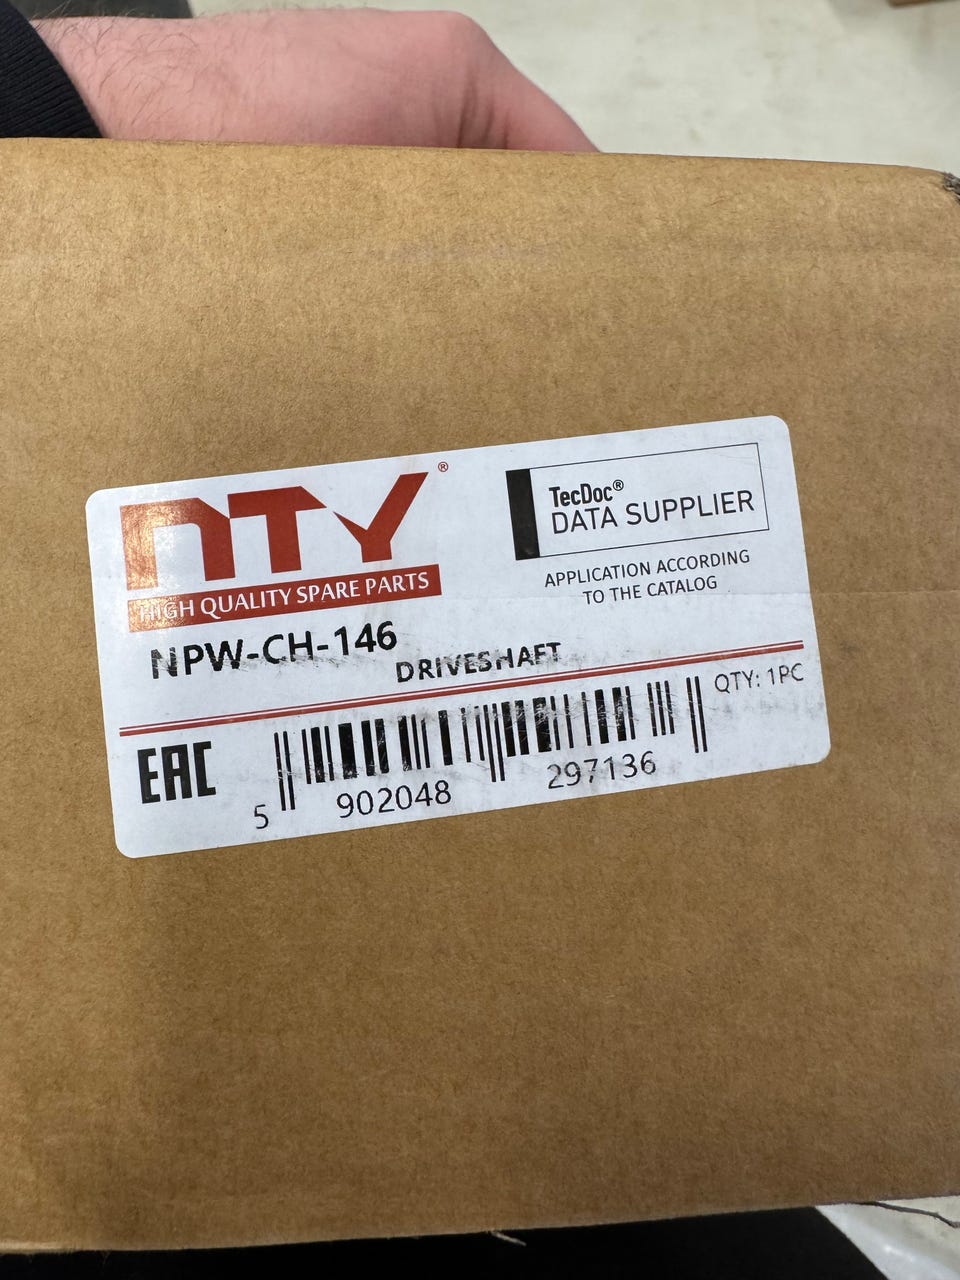 NTY®
HIGH QUALITY SPARE PARTS
TecDoc®
DATA SUPPLIER
APPLICATION ACCORDING
TO THE CATALOG
NPW-CH-146
DRIVESHAFT
QTY: 1PC
EAC
5 902048 297136